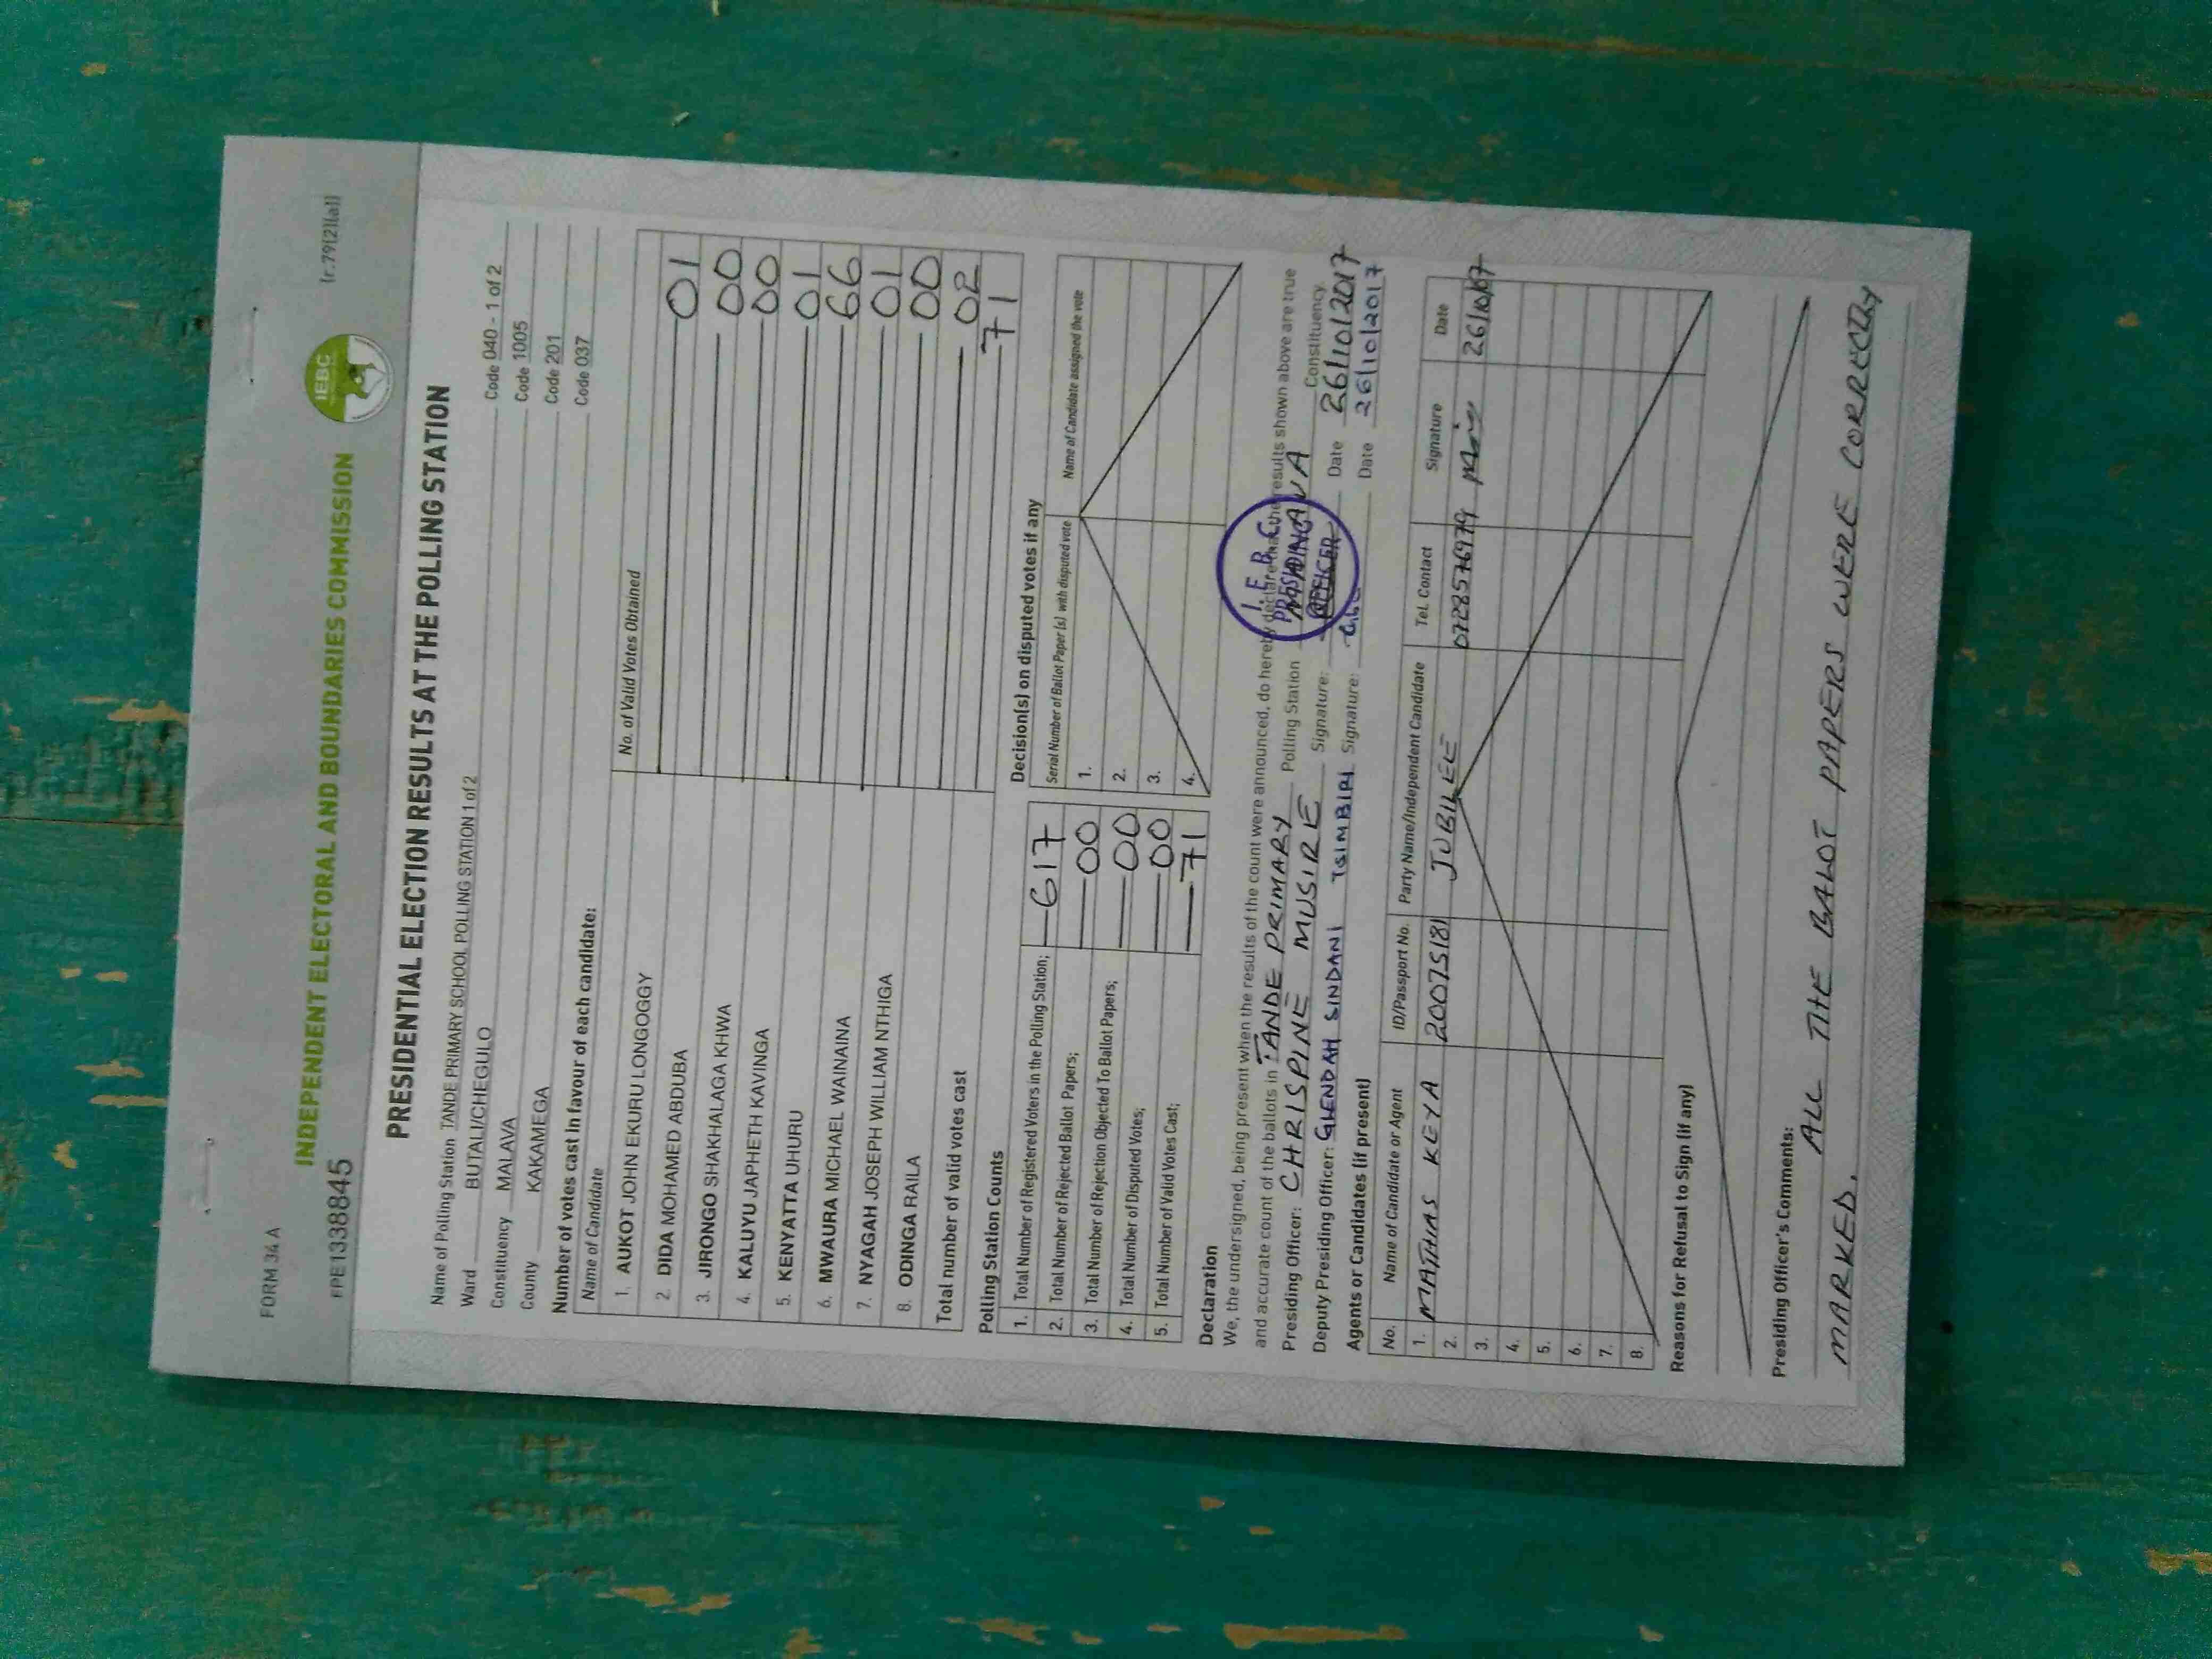 FORM 34 A
(r.79(2)(a))
INDEPENDENT ELECTORAL AND BOUNDARIES COMMISSION
IEBC
FPE1338845
PRESIDENTIAL ELECTION RESULTS AT THE POLLING STATION
Name of Polling Station TANDE PRIMARY SCHOOL POLLING STATION 1 of 2 Code 040 - 1 of 2
Ward BUTALI/CHEGULO Code 1005
Constituency MALAVA Code 201
County KAKAMEGA Code 037
Number of votes cast in favour of each candidate:
Name of Candidate No. of Valid Votes Obtained
1. AUKOT JOHN EKURU LONGOGGY 01
2. DIDA MOHAMED ABDUBA 00
3. JIRONGO SHAKHALAGA KHWA 00
4. KALUYU JAPHETH KAVINGA 01
5. KENYATTA UHURU 66
6. MWAURA MICHAEL WAINAINA 01
7. NYAGAH JOSEPH WILLIAM NTHIGA 00
8. ODINGA RAILA 02
Total number of valid votes cast 71
Polling Station Counts
1. Total Number of Registered Voters in the Polling Station; 617
2. Total Number of Rejected Ballot Papers; 00
3. Total Number of Rejection Objected To Ballot Papers; 00
4. Total Number of Disputed Votes; 00
5. Total Number of Valid Votes Cast; 71
Decision(s) on disputed votes if any
Serial Number of Ballot Paper (s) with disputed vote Name of Candidate assigned the vote
1.
2.
3.
4.
Declaration
We, the undersigned, being present when the results of the count were announced, do hereby declare that the results shown above are true
and accurate count of the ballots in TANDE PRIMARY Polling Station MALAVA Constituency.
Presiding Officer: CHRISPINE MUSIRE Signature: Date 26/10/2017
Deputy Presiding Officer: GLENDAH SINDANI TSIMBIRI Signature: Date 26/10/2017
I.E.B.C
PRESIDING
OFFICER
Agents or Candidates (if present)
No. Name of Candidate or Agent ID/Passport No. Party Name/Independent Candidate Tel. Contact Signature Date
1. MATHIAS KEYA 20075181 JUBILEE 0728576979 26/10/07
2.
3.
4.
5.
6.
7.
8.
Reasons for Refusal to Sign (if any)
Presiding Officer's Comments:
ALL THE BALOT PAPERS WERE CORRECTLY
MARKED.